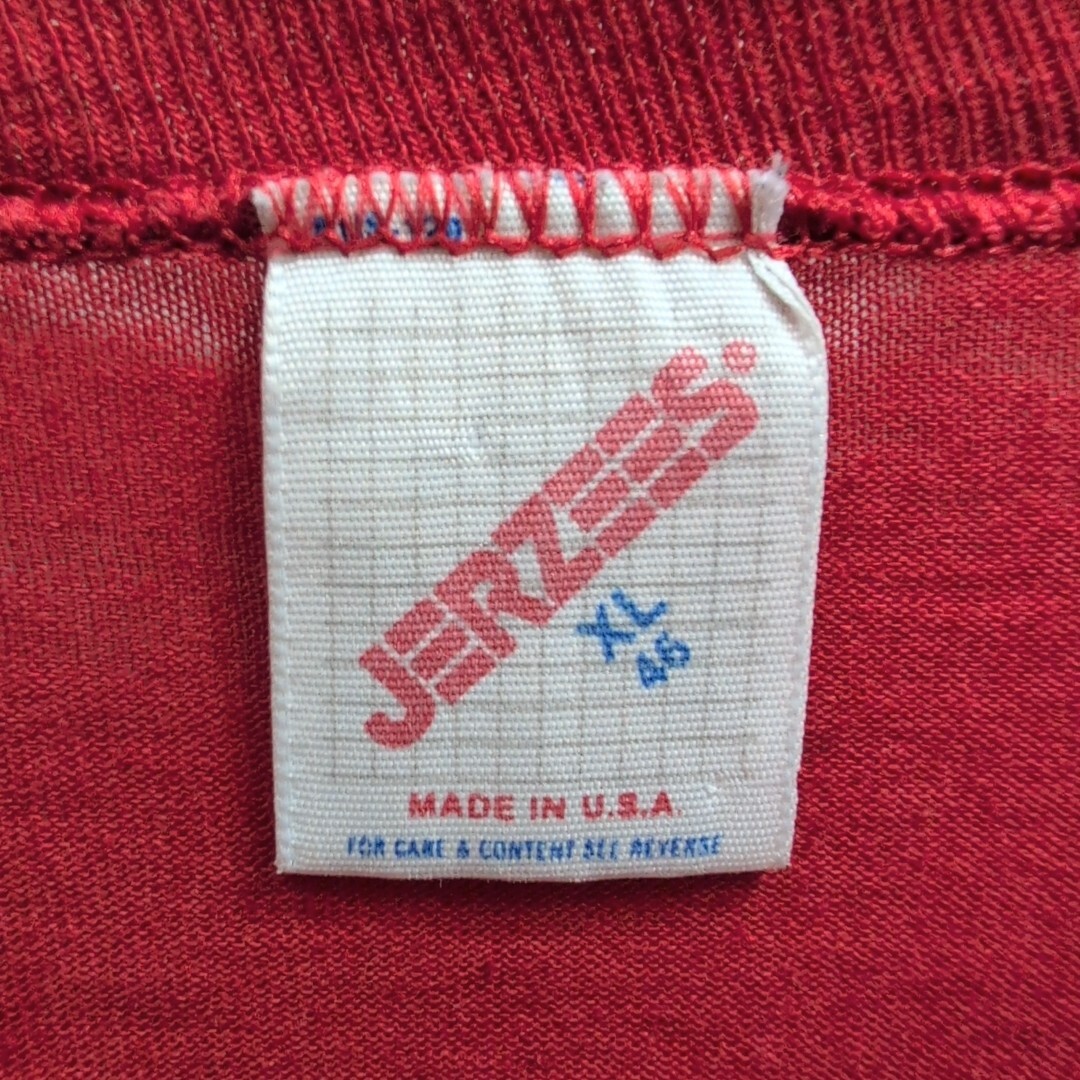 JERZEES®
XL
46
MADE IN U.S.A.
FOR CARE & CONTENT SEE REVERSE